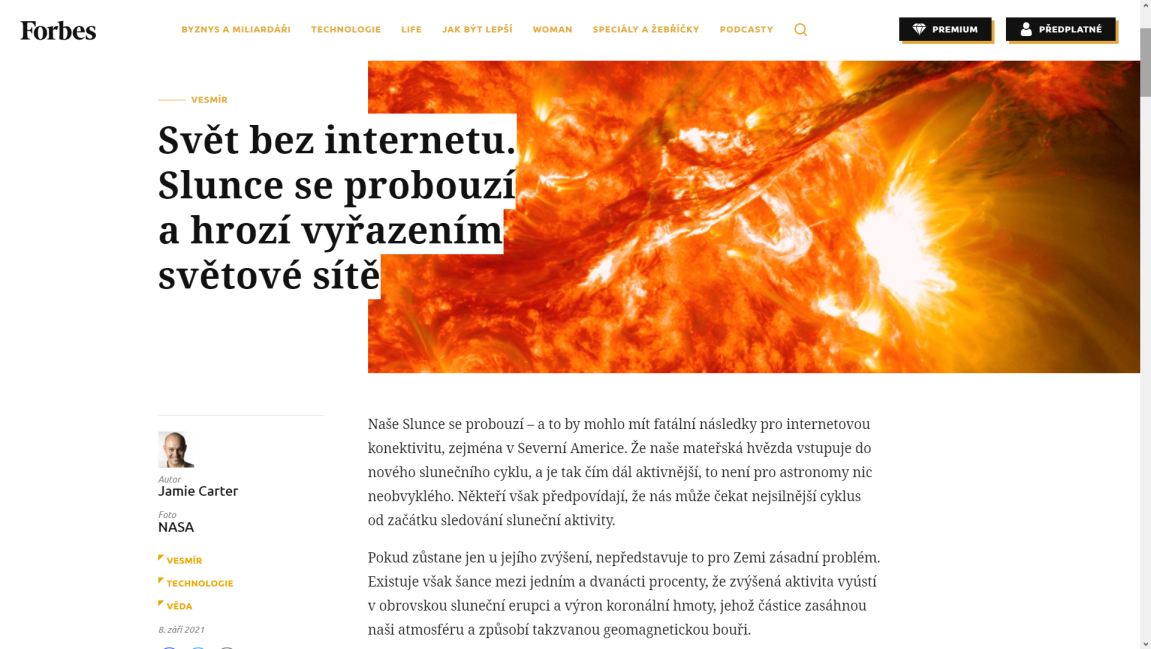 Forbes
BYZNYS A MILIARDÁŘI
TECHNOLOGIE
LIFE
JAK BÝT LEPŠÍ
WOMAN
SPECIÁLY A ŽEBŘÍČKY
PODCASTY
PREMIUM
PŘEDPLATNÉ
VESMÍR
Svět bez internetu.
Slunce se probouzí
a hrozí vyřazením
světové sítě
Autor
Jamie Carter
Foto
NASA
VESMÍR
TECHNOLOGIE
VĚDA
8. září 2021
Naše Slunce se probouzí – a to by mohlo mít fatální následky pro internetovou
konektivitu, zejména v Severní Americe. Že naše mateřská hvězda vstupuje do
nového slunečního cyklu, a je tak čím dál aktivnější, to není pro astronomy nic
neobvyklého. Někteří však předpovídají, že nás může čekat nejsilnější cyklus
od začátku sledování sluneční aktivity.
Pokud zůstane jen u jejího zvýšení, nepředstavuje to pro Zemi zásadní problém.
Existuje však šance mezi jedním a dvanácti procenty, že zvýšená aktivita vyústí
v obrovskou sluneční erupci a výron koronální hmoty, jehož částice zasáhnou
naši atmosféru a způsobí takzvanou geomagnetickou bouři.